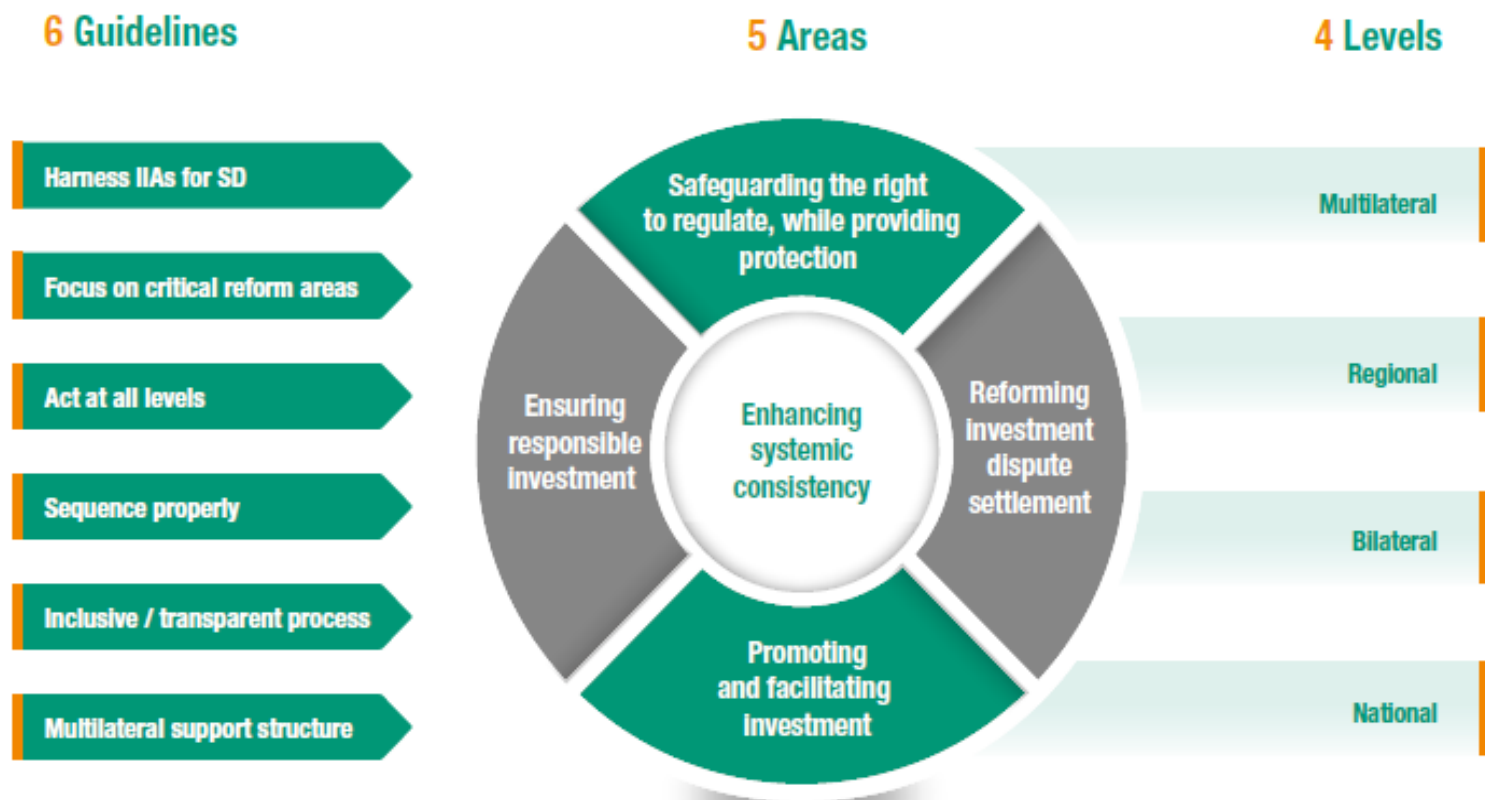 6 Guidelines
5 Areas
4 Levels
Harness IIAs for SD
Focus on critical reform areas
Act at all levels
Sequence properly
Inclusive / transparent process
Multilateral support structure
Safeguarding the right
to regulate, while providing
protection
Ensuring
responsible
investment
Enhancing
systemic
consistency
Reforming
investment
dispute
settlement
Promoting
and facilitating
investment
Multilateral
Regional
Bilateral
National